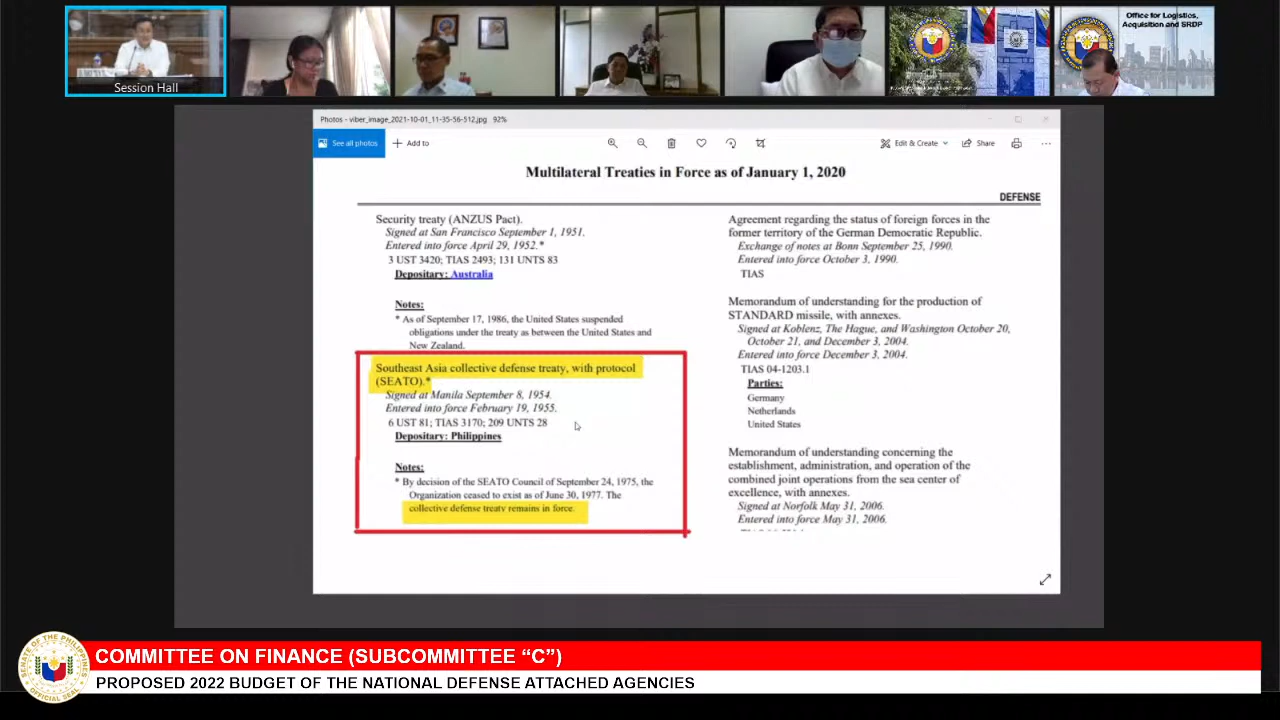 Office for Logistics,
Acquisition and SRDP
Session Hall
Photos - viber_image_2021-10-01_11-35-56-512.jpg 92%
See all photos
Add to
Edit & Create
Share
Multilateral Treaties in Force as of January 1, 2020
DEFENSE
Security treaty (ANZUS Pact).
Signed at San Francisco September 1, 1951.
Entered into force April 29, 1952.*
3 UST 3420; TIAS 2493; 131 UNTS 83
Depositary: Australia
Notes:
* As of September 17, 1986, the United States suspended
obligations under the treaty as between the United States and
New Zealand.
Southeast Asia collective defense treaty, with protocol
(SEATO).*
Signed at Manila September 8, 1954.
Entered into force February 19, 1955.
6 UST 81; TIAS 3170; 209 UNTS 28
Depositary: Philippines
Notes:
* By decision of the SEATO Council of September 24, 1975, the
Organization ceased to exist as of June 30, 1977. The
collective defense treaty remains in force.
Agreement regarding the status of foreign forces in the
former territory of the German Democratic Republic.
Exchange of notes at Bonn September 25, 1990.
Entered into force October 3, 1990.
TIAS
Memorandum of understanding for the production of
STANDARD missile, with annexes.
Signed at Koblenz, The Hague, and Washington October 20,
October 21, and December 3, 2004.
Entered into force December 3, 2004.
TIAS 04-1203.1
Parties:
Germany
Netherlands
United States
Memorandum of understanding concerning the
establishment, administration, and operation of the
combined joint operations from the sea center of
excellence, with annexes.
Signed at Norfolk May 31, 2006.
Entered into force May 31, 2006.
SENATE OF THE PHILIPPINES
OFFICIAL SEAL
COMMITTEE ON FINANCE (SUBCOMMITTEE “C”)
PROPOSED 2022 BUDGET OF THE NATIONAL DEFENSE ATTACHED AGENCIES